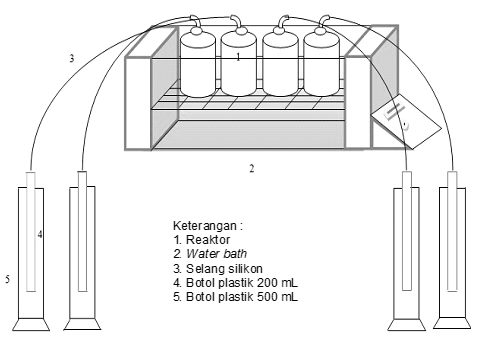 1
3
2
4
5
Keterangan :
1. Reaktor
2. Water bath
3. Selang silikon
4. Botol plastik 200 mL
5. Botol plastik 500 mL